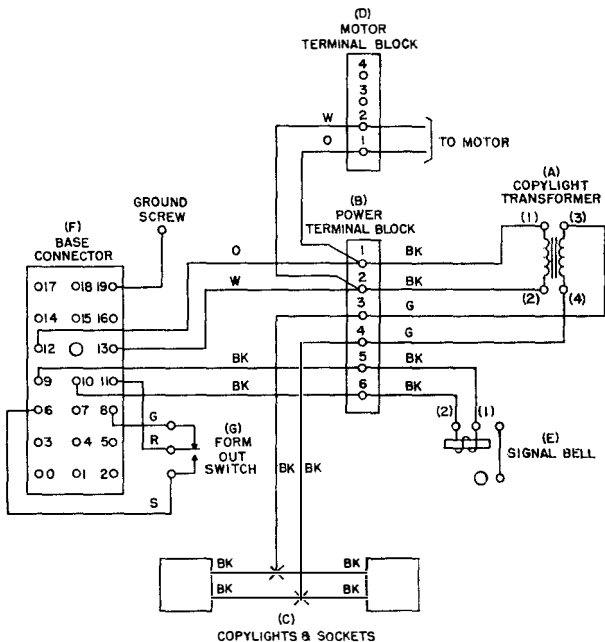 (D)
MOTOR
TERMINAL BLOCK
4
3
2
1
W
O
TO MOTOR
(A)
COPYLIGHT
TRANSFORMER
(1) (3)
(2) (4)
GROUND
SCREW
(B)
POWER
TERMINAL BLOCK
1
2
3
4
5
6
BK
BK
G
G
BK
BK
(F)
BASE
CONNECTOR
O
W
BK
BK
17 18 19
14 15 16
12 13
9 10 11
6 7 8
3 4 5
0 1 2
G
R
S
(G)
FORM
OUT
SWITCH
(2) (1)
(E)
SIGNAL BELL
BK BK
BK BK
BK BK
(C)
COPYLIGHTS & SOCKETS